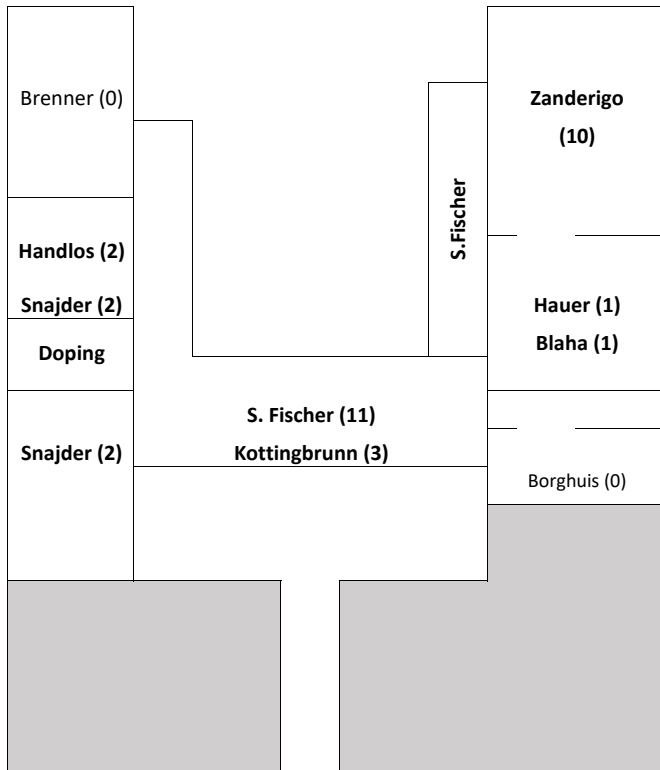 Brenner (0)
Zanderigo
(10)
S.Fischer
Handlos (2)
Snajder (2)
Hauer (1)
Blaha (1)
Doping
S. Fischer (11)
Kottingbrunn (3)
Snajder (2)
Borghuis (0)